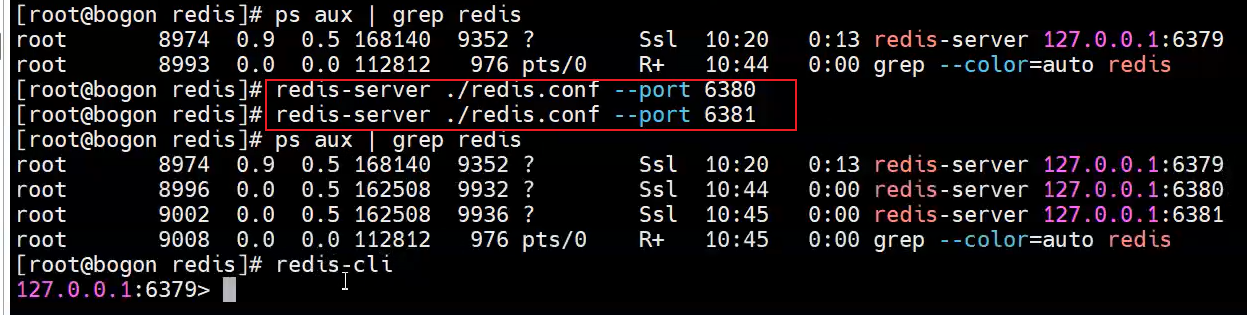 [root@bogon redis]# ps aux | grep redis
root       8974  0.9  0.5 168140  9352 ?        Ssl  10:20   0:13 redis-server 127.0.0.1:6379
root       8993  0.0  0.0 112812   976 pts/0    R+   10:44   0:00 grep --color=auto redis
[root@bogon redis]# redis-server ./redis.conf --port 6380
[root@bogon redis]# redis-server ./redis.conf --port 6381
[root@bogon redis]# ps aux | grep redis
root       8974  0.9  0.5 168140  9352 ?        Ssl  10:20   0:13 redis-server 127.0.0.1:6379
root       8996  0.0  0.5 162508  9932 ?        Ssl  10:44   0:00 redis-server 127.0.0.1:6380
root       9002  0.0  0.5 162508  9936 ?        Ssl  10:45   0:00 redis-server 127.0.0.1:6381
root       9008  0.0  0.0 112812   976 pts/0    R+   10:45   0:00 grep --color=auto redis
[root@bogon redis]# redis-cli
127.0.0.1:6379>